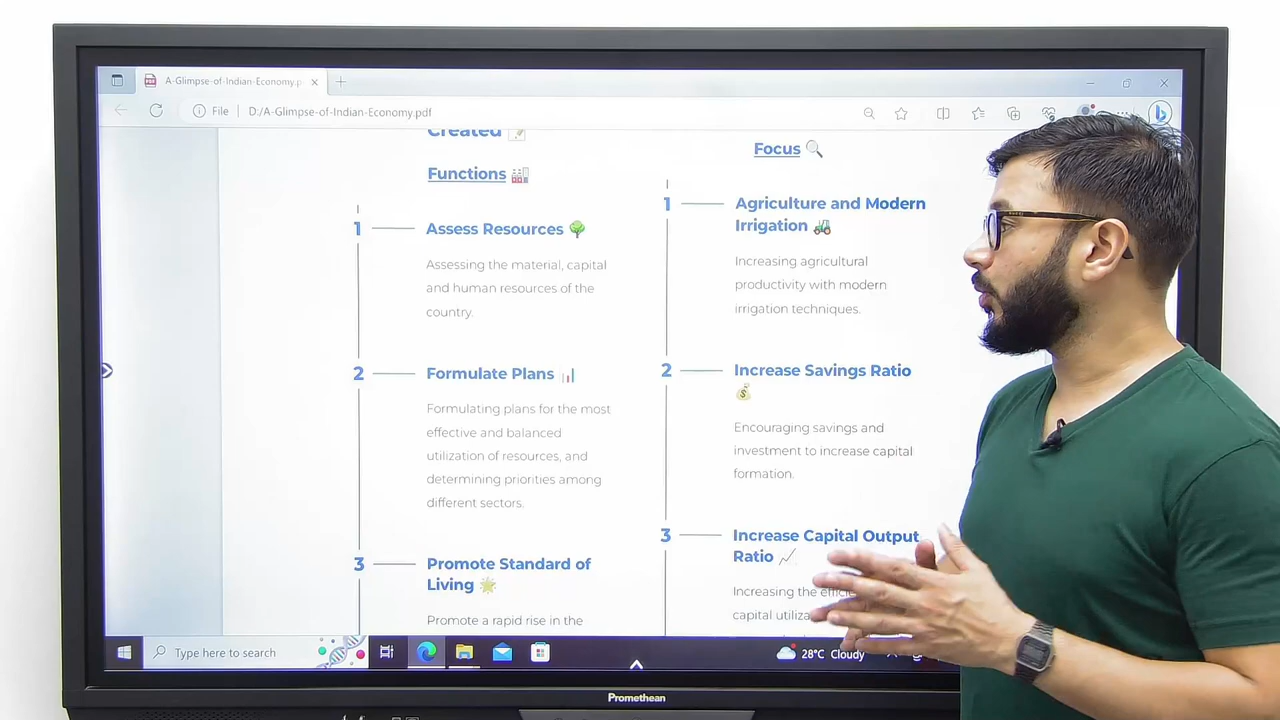 A-Glimpse-of-Indian-Economy.p
File
D:/A-Glimpse-of-Indian-Economy.pdf
Created
Functions
1
Assess Resources
Assessing the material, capital
and human resources of the
country.
2
Formulate Plans
Formulating plans for the most
effective and balanced
utilization of resources, and
determining priorities among
different sectors.
3
Promote Standard of
Living
Promote a rapid rise in the
Focus
1
Agriculture and Modern
Irrigation
Increasing agricultural
productivity with modern
irrigation techniques.
2
Increase Savings Ratio
Encouraging savings and
investment to increase capital
formation.
3
Increase Capital Output
Ratio
Increasing the
capital
Type here to search
28°C Cloudy
Promethean